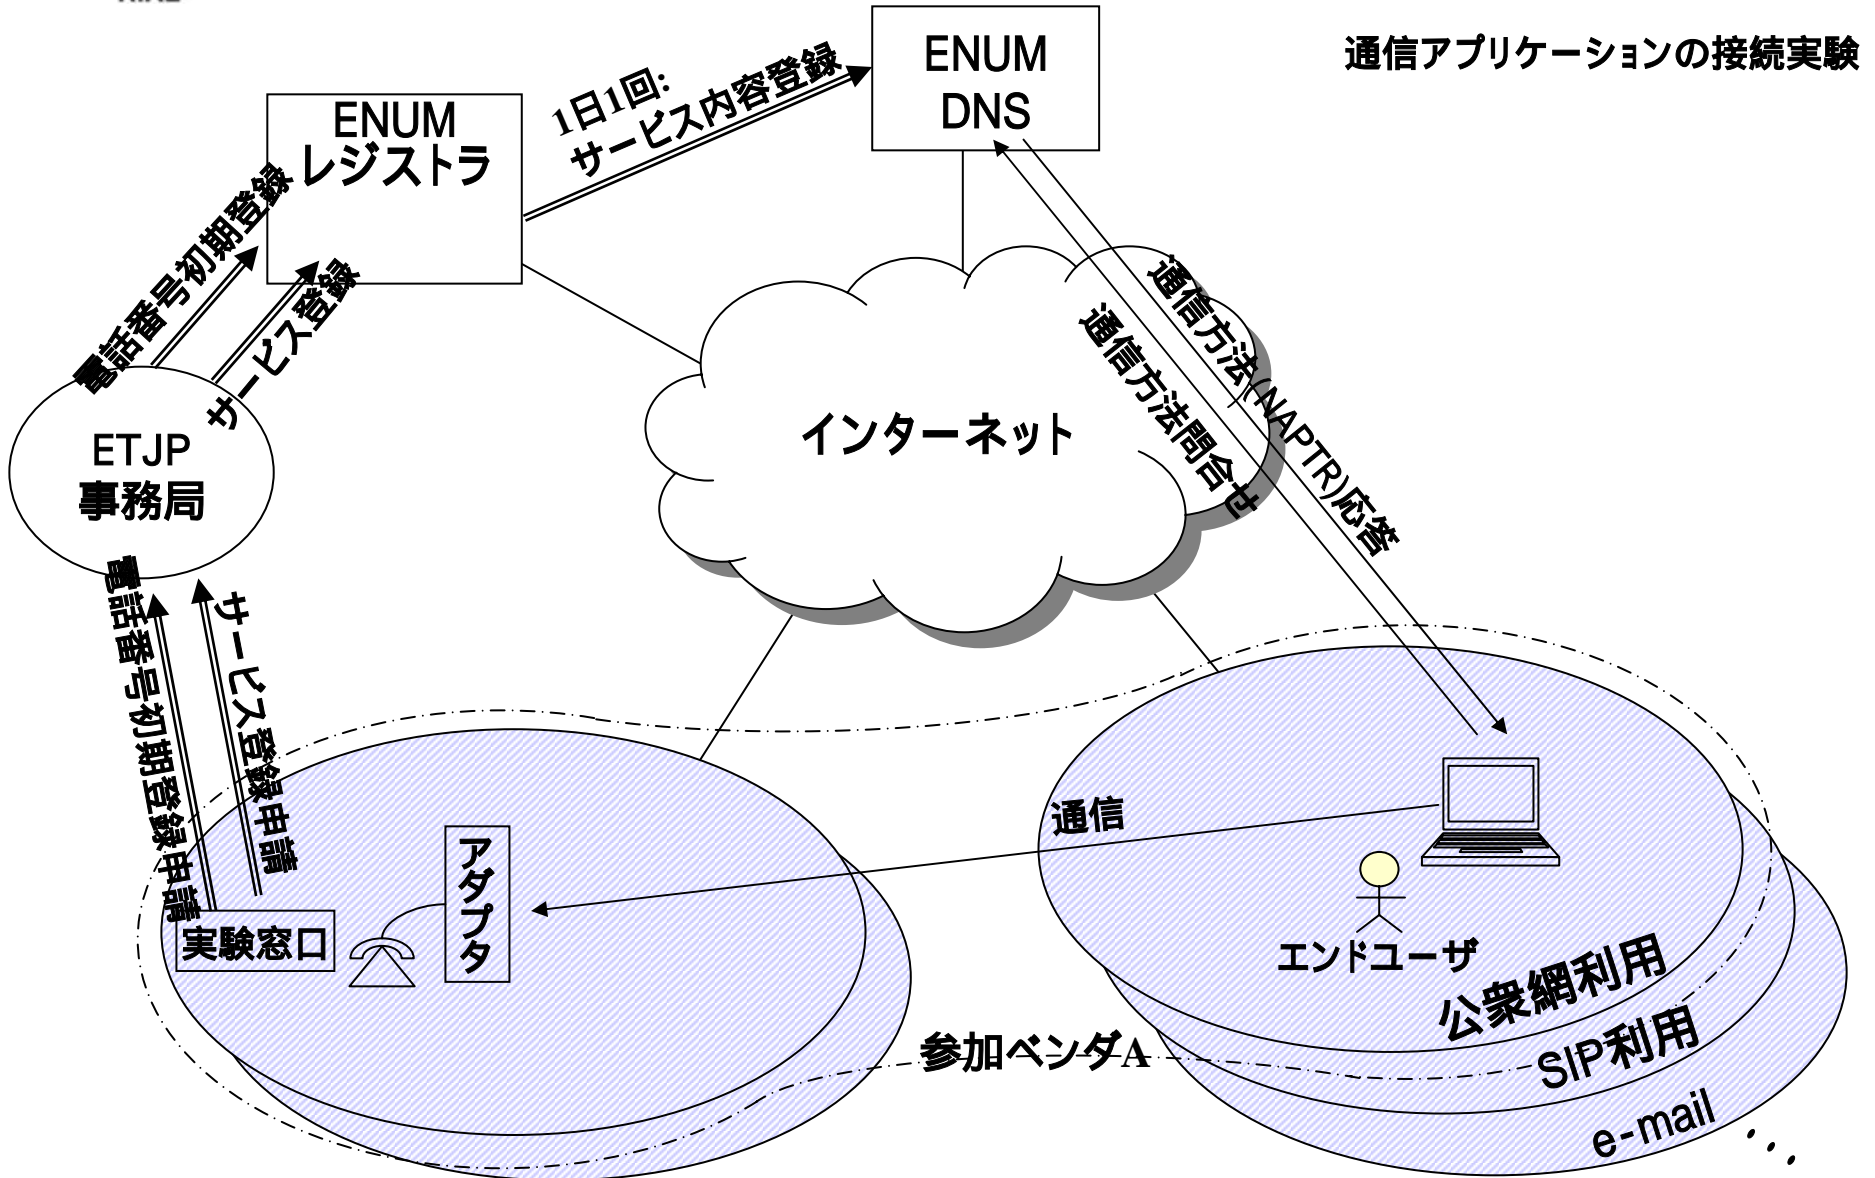 通信アプリケーションの接続実験
ENUM
DNS
1日1回:
サービス内容登録
ENUM
レジストラ
電話番号初期登録
サービス登録
通信方法(NAPTR)応答
通信方法問合せ
インターネット
ETJP
事務局
電話番号初期登録申請
サービス登録申請
通信
アダプタ
実験窓口
エンドユーザ
公衆網利用
参加ベンダA
SIP利用
e-mail
・・・